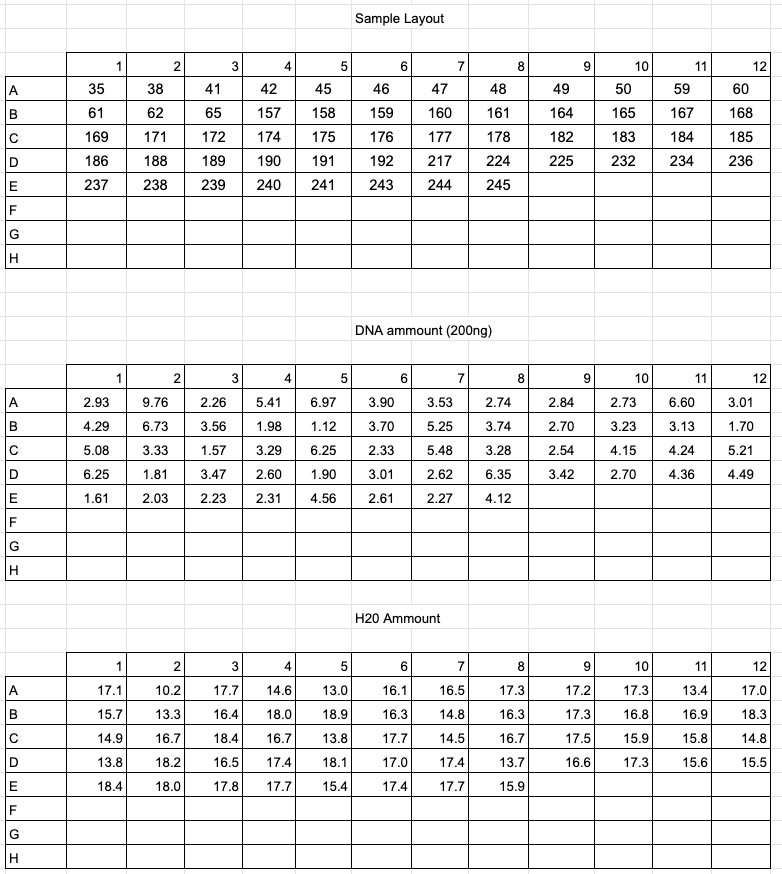 Sample Layout
1 2 3 4 5 6 7 8 9 10 11 12
A 35 38 41 42 45 46 47 48 49 50 59 60
B 61 62 65 157 158 159 160 161 164 165 167 168
C 169 171 172 174 175 176 177 178 182 183 184 185
D 186 188 189 190 191 192 217 224 225 232 234 236
E 237 238 239 240 241 243 244 245
F
G
H
DNA ammount (200ng)
1 2 3 4 5 6 7 8 9 10 11 12
A 2.93 9.76 2.26 5.41 6.97 3.90 3.53 2.74 2.84 2.73 6.60 3.01
B 4.29 6.73 3.56 1.98 1.12 3.70 5.25 3.74 2.70 3.23 3.13 1.70
C 5.08 3.33 1.57 3.29 6.25 2.33 5.48 3.28 2.54 4.15 4.24 5.21
D 6.25 1.81 3.47 2.60 1.90 3.01 2.62 6.35 3.42 2.70 4.36 4.49
E 1.61 2.03 2.23 2.31 4.56 2.61 2.27 4.12
F
G
H
H20 Ammount
1 2 3 4 5 6 7 8 9 10 11 12
A 17.1 10.2 17.7 14.6 13.0 16.1 16.5 17.3 17.2 17.3 13.4 17.0
B 15.7 13.3 16.4 18.0 18.9 16.3 14.8 16.3 17.3 16.8 16.9 18.3
C 14.9 16.7 18.4 16.7 13.8 17.7 14.5 16.7 17.5 15.9 15.8 14.8
D 13.8 18.2 16.5 17.4 18.1 17.0 17.4 13.7 16.6 17.3 15.6 15.5
E 18.4 18.0 17.8 17.7 15.4 17.4 17.7 15.9
F
G
H